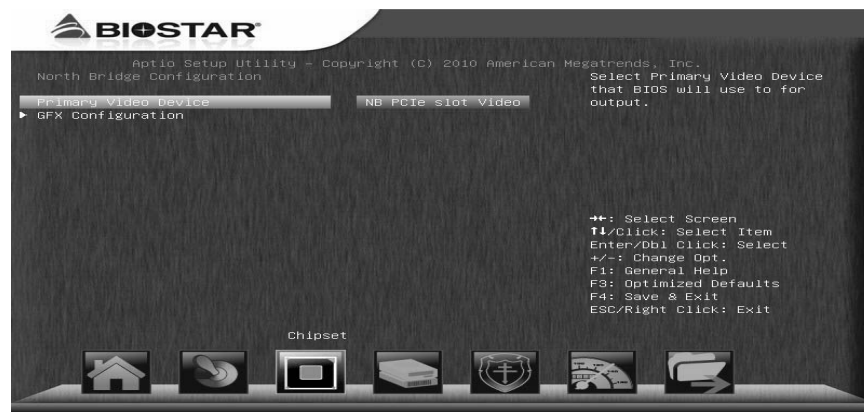 BIOSTAR
Aptio Setup Utility - Copyright (C) 2010 American Megatrends, Inc.
North Bridge Configuration
Primary Video Device    NB PCIe slot Video
▶ GFX Configuration
Select Primary Video Device
that BIOS will use to for
output.
→←: Select Screen
↑↓/Click: Select Item
Enter/Dbl Click: Select
+/-: Change Opt.
F1: General Help
F3: Optimized Defaults
F4: Save & Exit
ESC/Right Click: Exit
Chipset